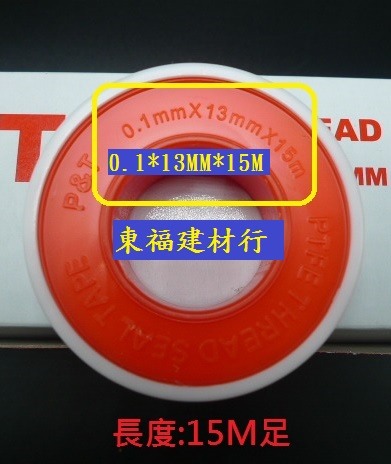 T
EAD
MM
0.1mmX13mmX15m
0.1*13MM*15M
P&T
東福建材行
PTFE THREAD SEAL TAPE
長度:15M足